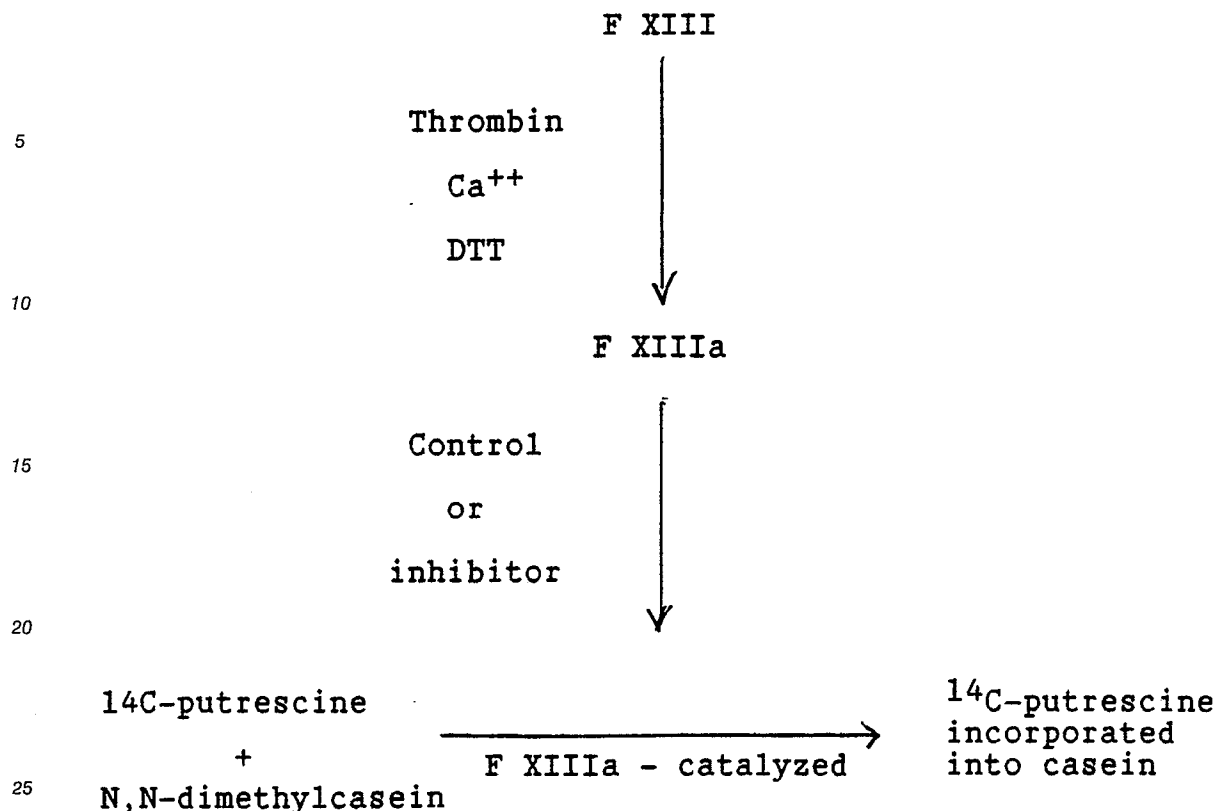 F XIII
Thrombin
5
Ca++
DTT
10
F XIIIa
Control
15
or
inhibitor
20
14C-putrescine
+
25
N,N-dimethylcasein
F XIIIa - catalyzed
14C-putrescine
incorporated
into casein